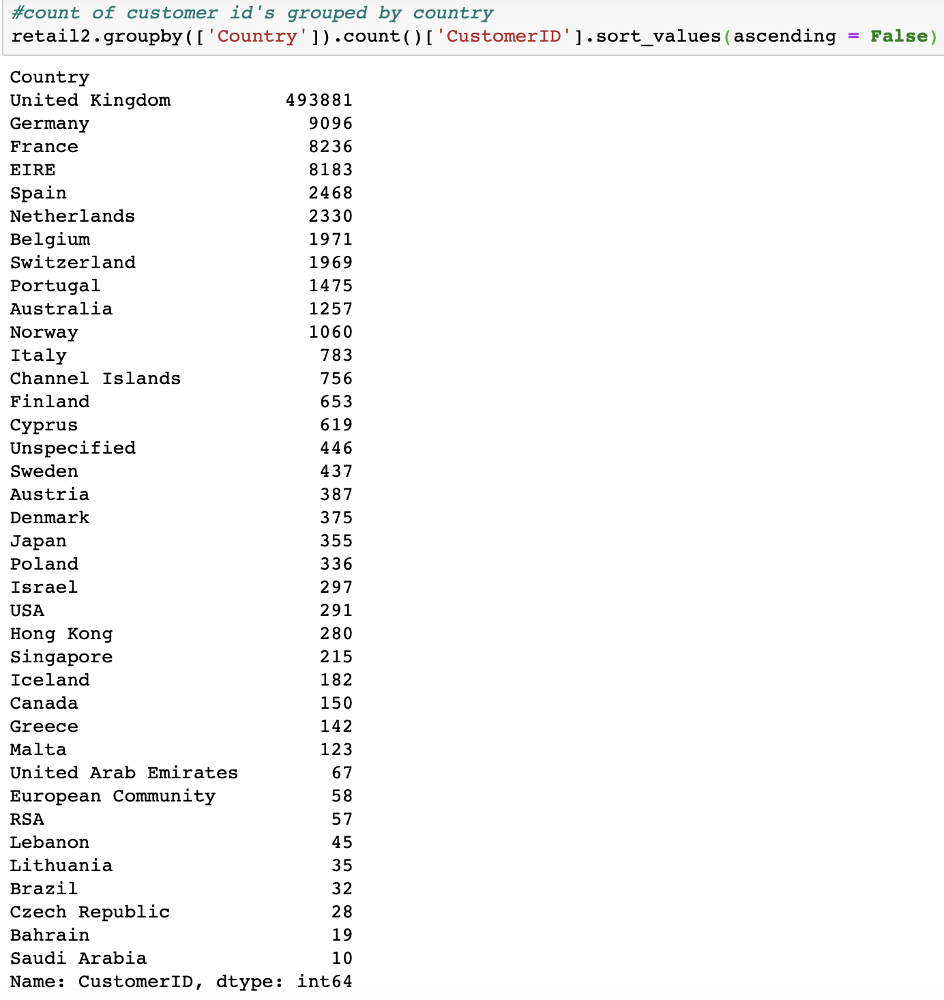 #count of customer id's grouped by country
retail2.groupby(['Country']).count()['CustomerID'].sort_values(ascending = False)
Country
United Kingdom 493881
Germany 9096
France 8236
EIRE 8183
Spain 2468
Netherlands 2330
Belgium 1971
Switzerland 1969
Portugal 1475
Australia 1257
Norway 1060
Italy 783
Channel Islands 756
Finland 653
Cyprus 619
Unspecified 446
Sweden 437
Austria 387
Denmark 375
Japan 355
Poland 336
Israel 297
USA 291
Hong Kong 280
Singapore 215
Iceland 182
Canada 150
Greece 142
Malta 123
United Arab Emirates 67
European Community 58
RSA 57
Lebanon 45
Lithuania 35
Brazil 32
Czech Republic 28
Bahrain 19
Saudi Arabia 10
Name: CustomerID, dtype: int64